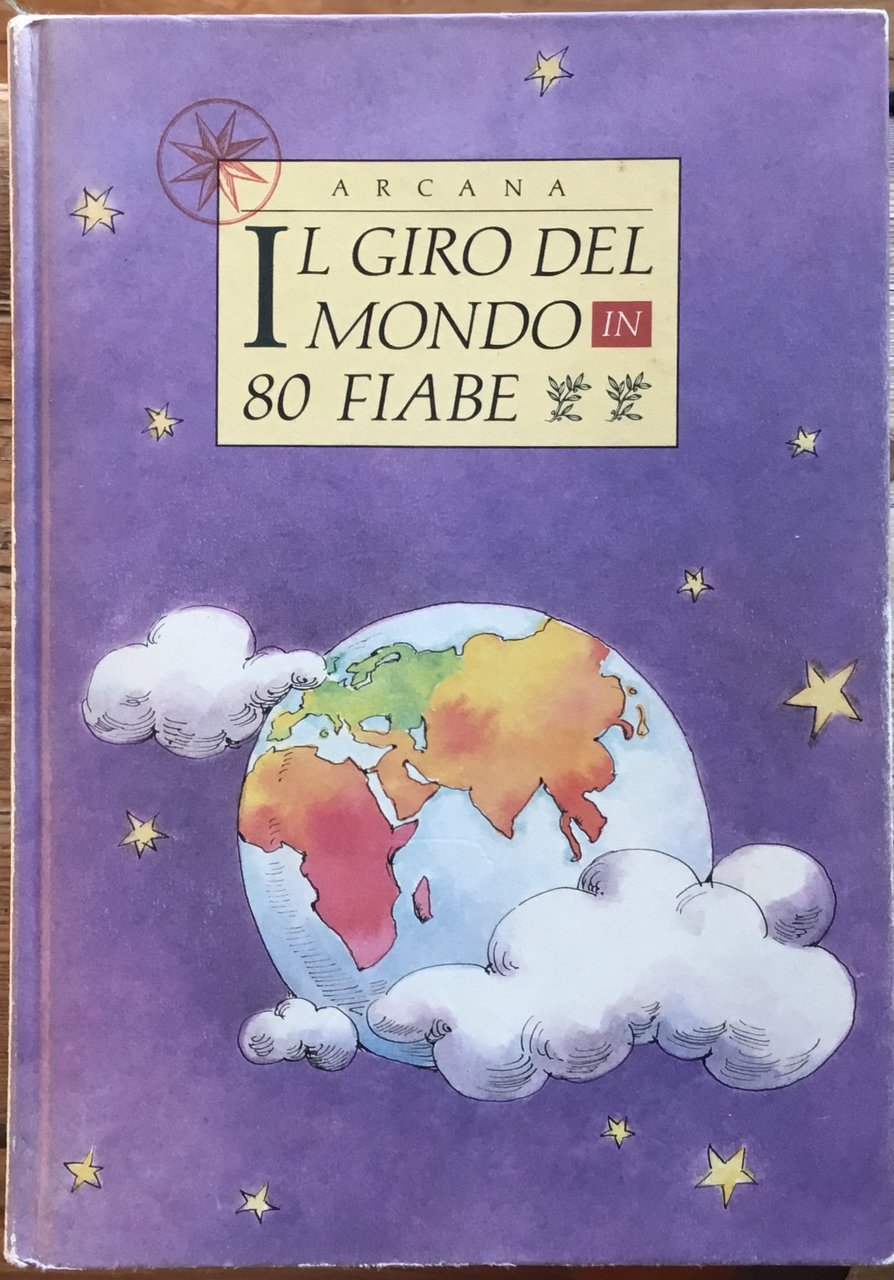 ARCANA
IL GIRO DEL
MONDO IN
80 FIABE